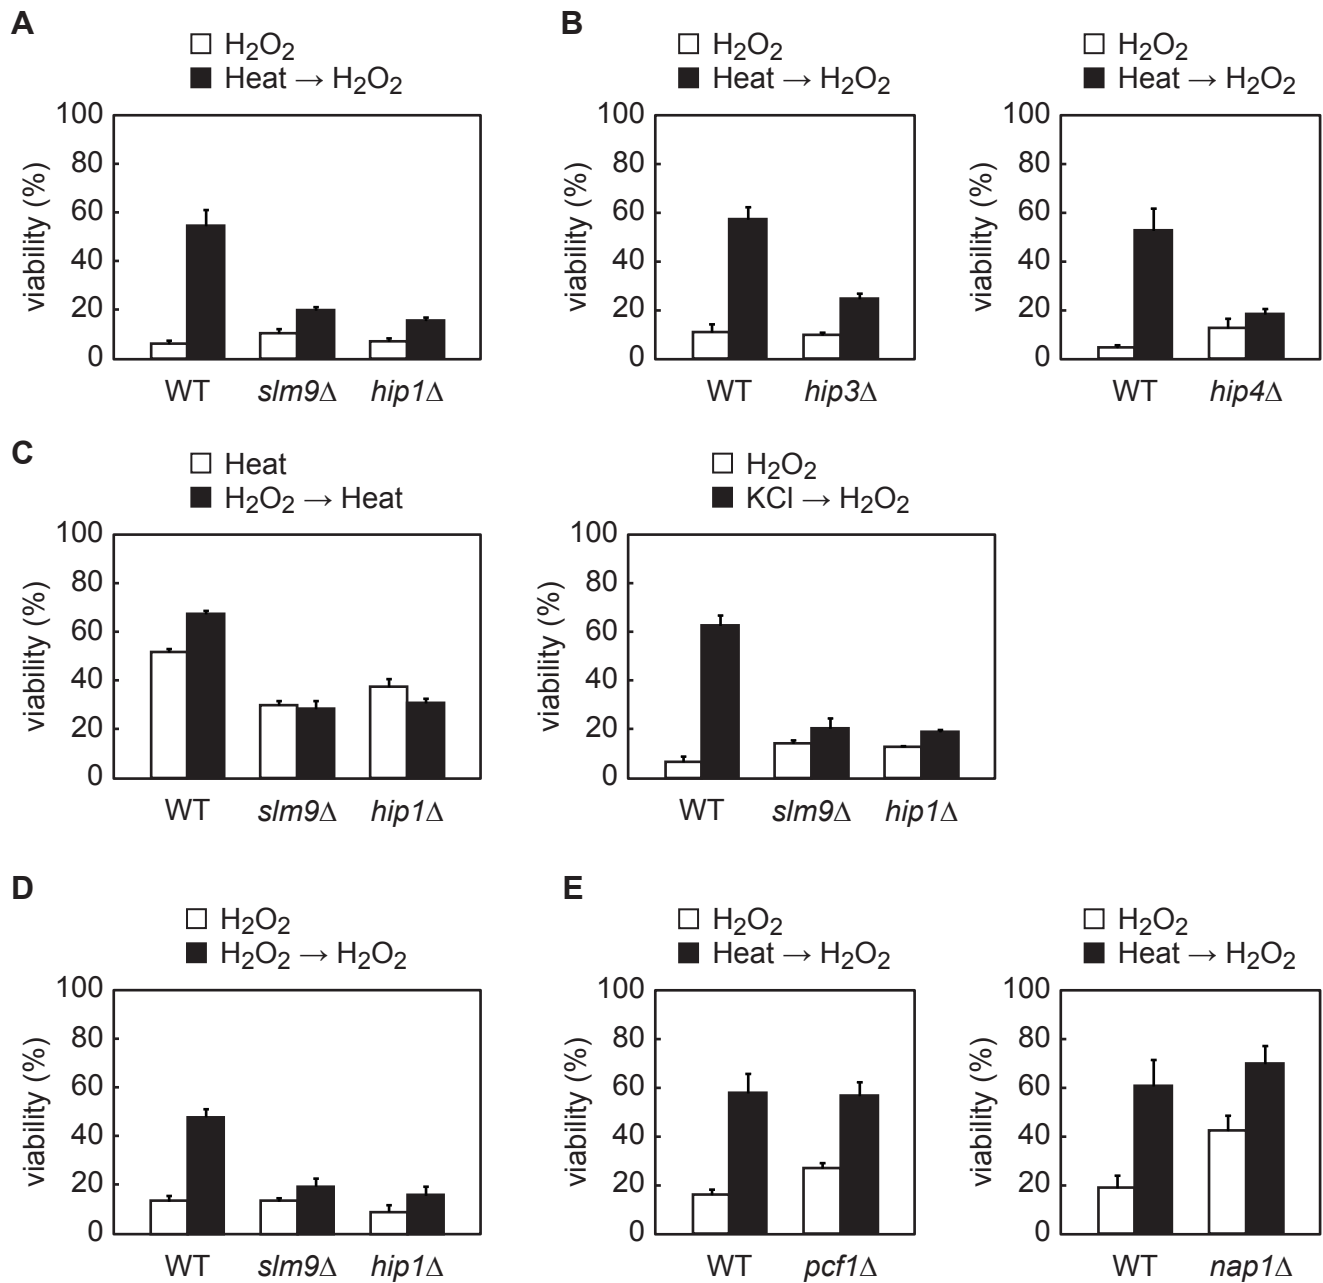 A
H2O2
Heat → H2O2
viability (%)
100
80
60
40
20
0
WT slm9Δ hip1Δ
B
H2O2
Heat → H2O2
viability (%)
100
80
60
40
20
0
WT hip3Δ
H2O2
Heat → H2O2
viability (%)
100
80
60
40
20
0
WT hip4Δ
C
Heat
H2O2 → Heat
viability (%)
100
80
60
40
20
0
WT slm9Δ hip1Δ
H2O2
KCl → H2O2
viability (%)
100
80
60
40
20
0
WT slm9Δ hip1Δ
D
H2O2
H2O2 → H2O2
viability (%)
100
80
60
40
20
0
WT slm9Δ hip1Δ
E
H2O2
Heat → H2O2
viability (%)
100
80
60
40
20
0
WT pcf1Δ
H2O2
Heat → H2O2
viability (%)
100
80
60
40
20
0
WT nap1Δ